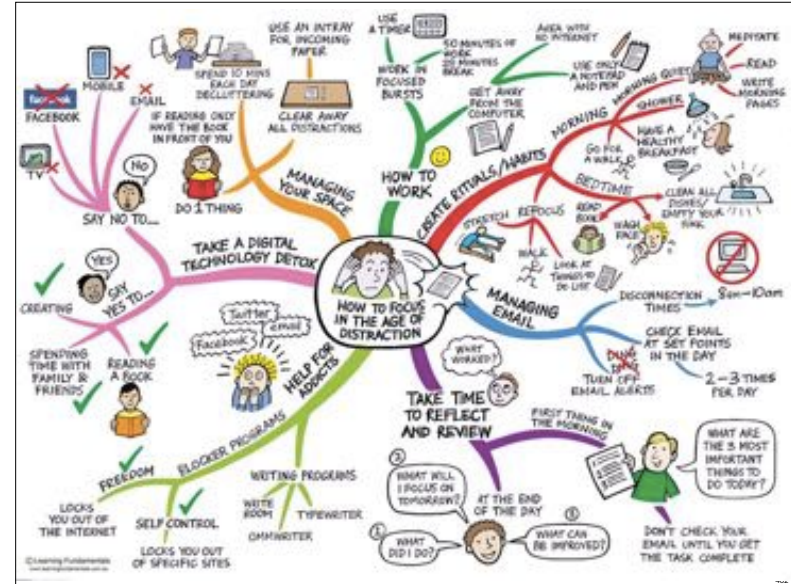 HOW TO FOCUS
IN THE AGE OF
DISTRACTION
HOW TO
WORK
WORK IN
FOCUSED
BURSTS
USE
A TIMER
50 MINUTES OF
WORK
BREAK
GET AWAY
FROM THE
COMPUTER
AREA WITH
NO INTERNET
USE ONLY
A NOTEPAD
AND PEN
CREATE RITUALS/HABITS
MORNING
MORNING QUIET
MEDITATE
READ
WRITE
MORNING
PAGES
SHOWER
HAVE A
HEALTHY
BREAKFAST
GO FOR
A WALK
BEDTIME
READ
BOOK
WASH
FACE
CLEAN ALL
DISHES/
EMPTY YOUR
SINK
REFOCUS
STRETCH
WALK
LOOK AT
THINGS TO
DO LIST
MANAGING
EMAIL
DISCONNECTION
TIMES
8am-10am
CHECK EMAIL
AT SET POINTS
IN THE DAY
2-3 TIMES
PER DAY
TURN OFF
EMAIL ALERTS
TAKE TIME
TO REFLECT
AND REVIEW
WHAT
WORKED?
FIRST THING IN
THE MORNING
1
2
3
WHAT ARE
THE 3 MOST
IMPORTANT
THINGS TO
DO TODAY?
DON'T CHECK YOUR
EMAIL UNTIL YOU GET
THE TASK COMPLETE
AT THE END
OF THE DAY
WHAT
DID I DO?
WHAT WILL
I FOCUS ON
TOMORROW?
WHAT CAN
BE IMPROVED?
HELP FOR
ADDICTS
Twitter
email
Facebook
BLOCKER PROGRAMS
FREEDOM
LOCKS
YOU OUT OF
THE INTERNET
SELF CONTROL
LOCKS YOU OUT
OF SPECIFIC SITES
WRITING PROGRAMS
WRITE
ROOM
OMMWRITER
TYPEWRITER
TAKE A DIGITAL
TECHNOLOGY DETOX
SAY NO TO...
NO
TV
facebook
FACEBOOK
MOBILE
EMAIL
SAY
YES TO...
YES
CREATING
SPENDING
TIME WITH
FAMILY &
FRIENDS
READING
A BOOK
MANAGING
YOUR SPACE
SPEND 10 MINS
EACH DAY
DECLUTTERING
USE AN INTRAY
FOR INCOMING
PAPER
CLEAR AWAY
ALL DISTRACTIONS
IF READING ONLY
HAVE THE BOOK
IN FRONT OF YOU
DO 1 THING
© Learning Fundamentals